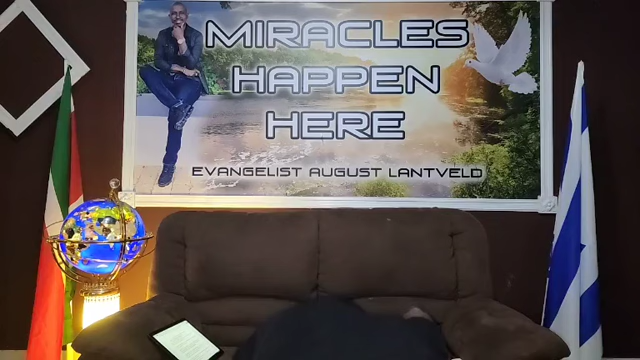 MIRACLES
HAPPEN
HERE
EVANGELIST AUGUST LANTVELD